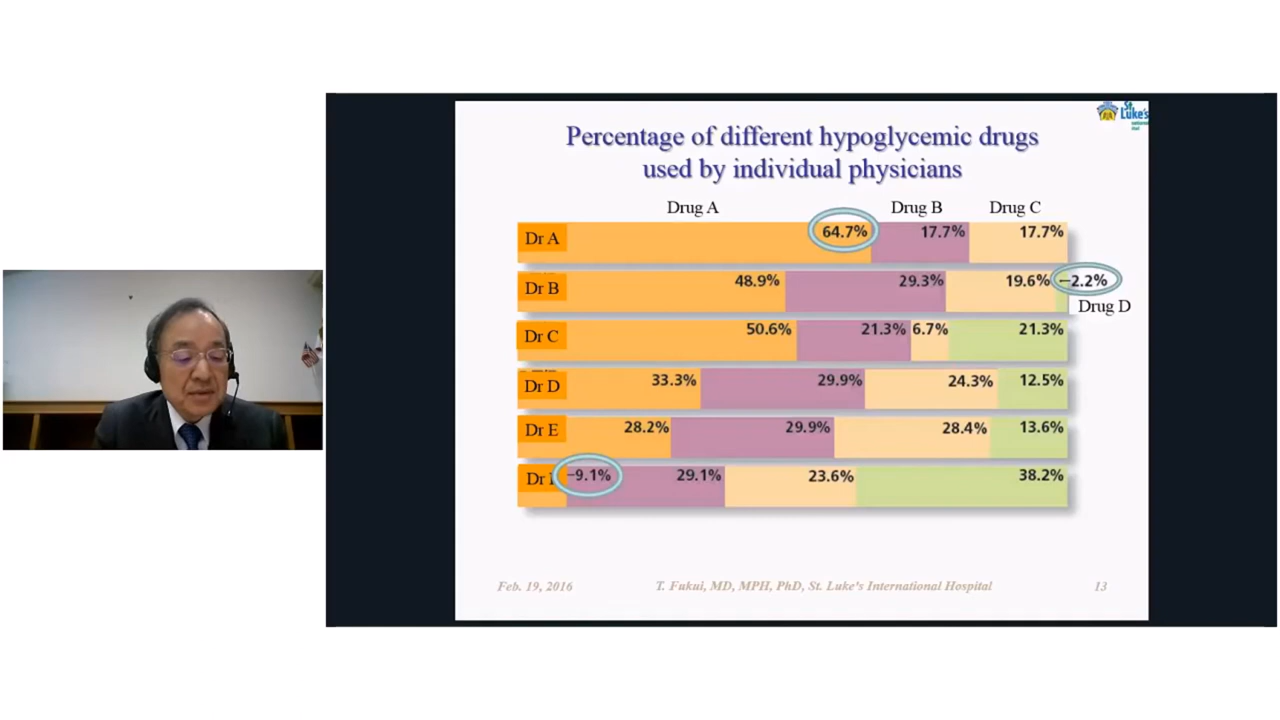 St.
Luke's
Percentage of different hypoglycemic drugs
used by individual physicians
Drug A Drug B Drug C
Dr A 64.7% 17.7% 17.7%
Dr B 48.9% 29.3% 19.6% 2.2%
Drug D
Dr C 50.6% 21.3% 6.7% 21.3%
Dr D 33.3% 29.9% 24.3% 12.5%
Dr E 28.2% 29.9% 28.4% 13.6%
Dr 9.1% 29.1% 23.6% 38.2%
Feb. 19, 2016 T. Fukui, MD, MPH, PhD, St. Luke's International Hospital 13